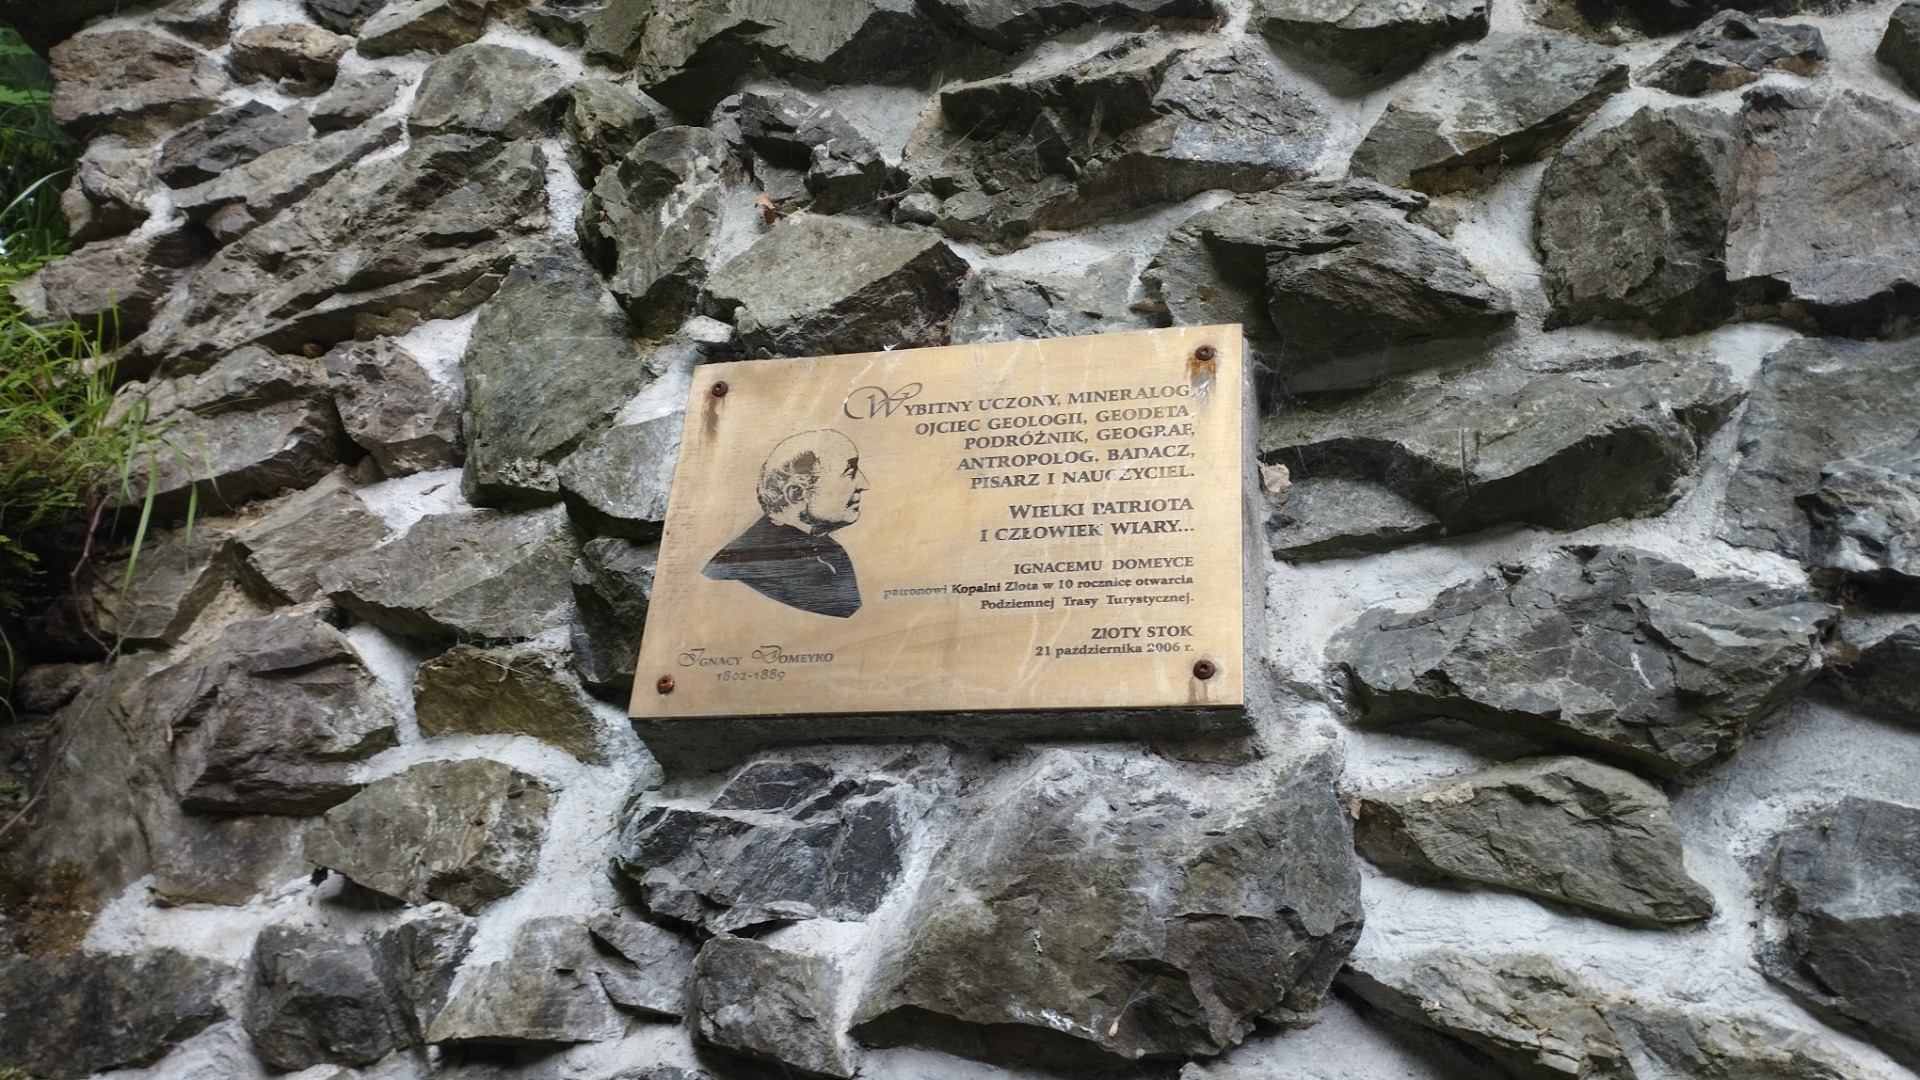 WYBITNY UCZONY, MINERALOG,
OJCIEC GEOLOGII, GEODETA,
PODRÓŻNIK, GEOGRAF,
ANTROPOLOG, BADACZ,
PISARZ I NAUCZYCIEL.
WIELKI PATRIOTA
I CZŁOWIEK WIARY...
IGNACEMU DOMEYCE
patronowi Kopalni Złota w 10 rocznicę otwarcia
Podziemnej Trasy Turystycznej.
ZŁOTY STOK
21 października 2006 r.
IGNACY DOMEYKO
1802-1889